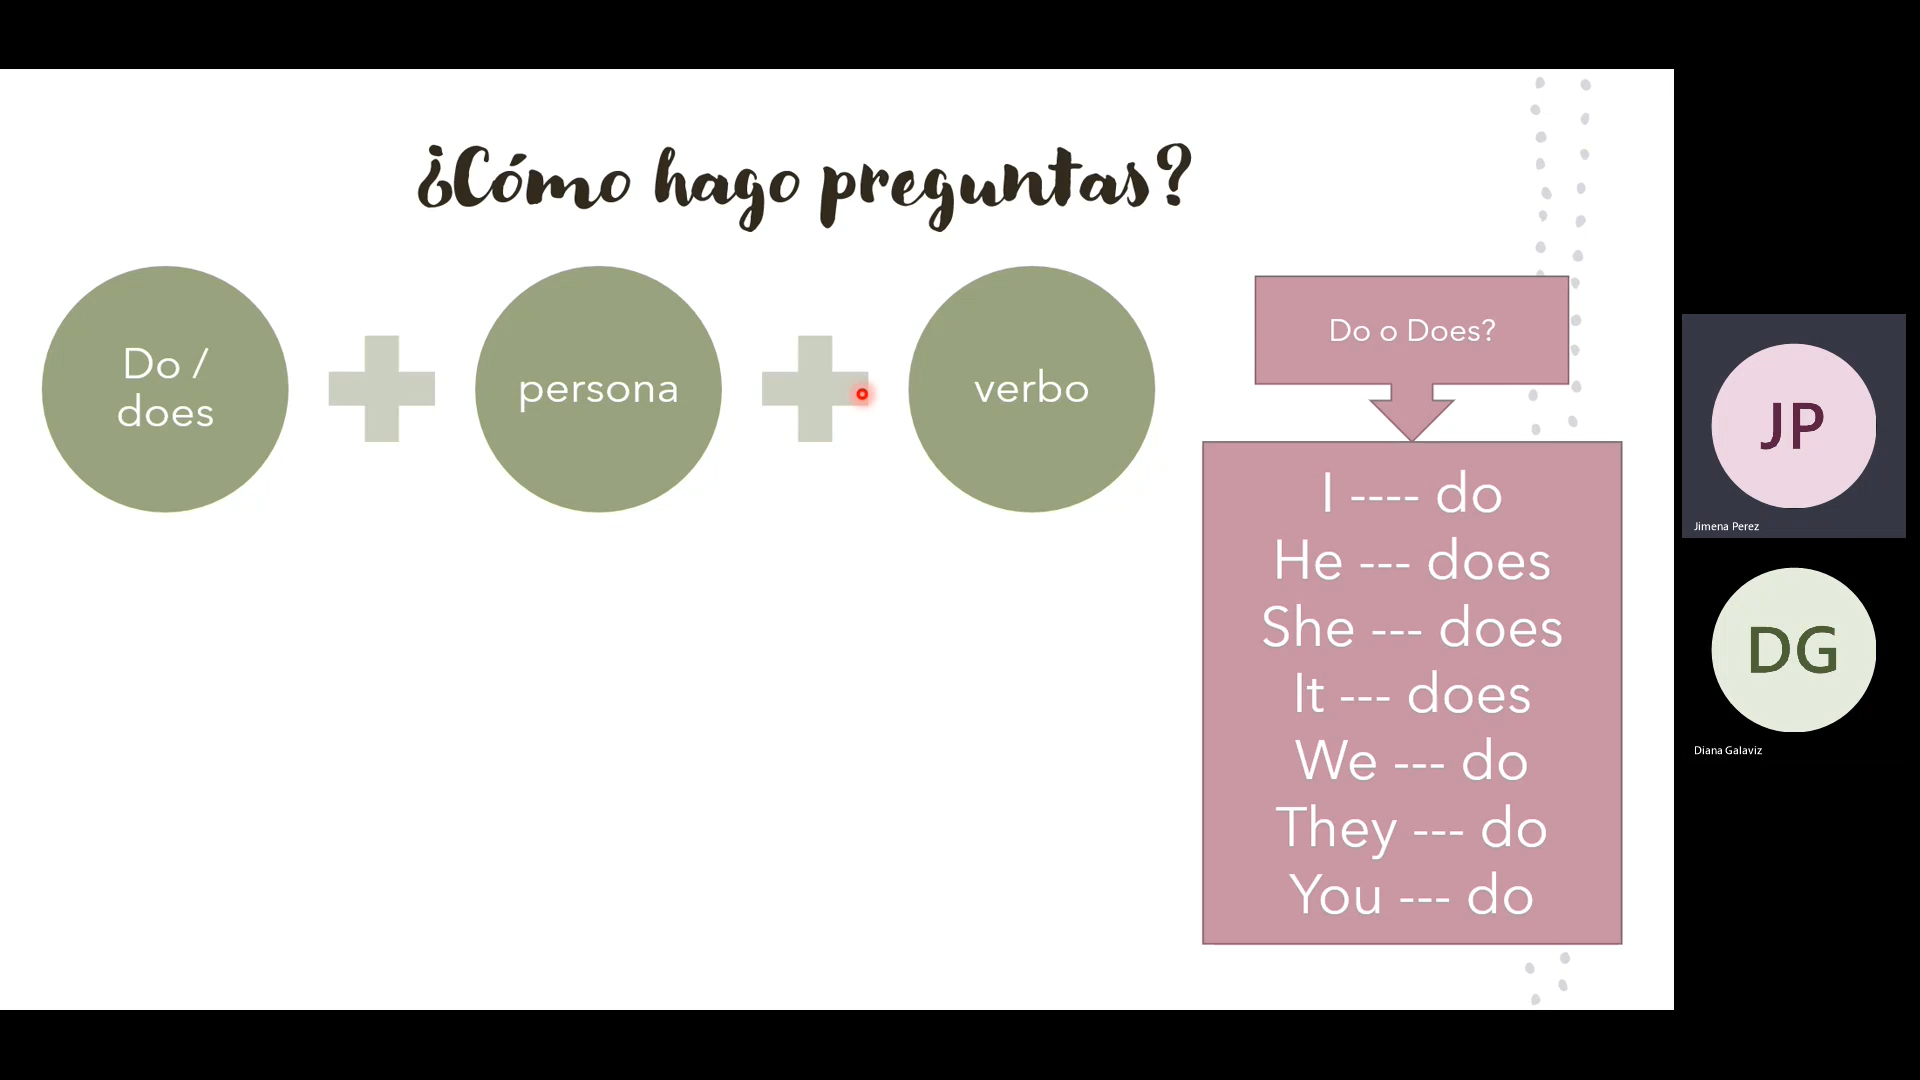 ¿Cómo hago preguntas?
Do /
does
persona
verbo
Do o Does?
I ---- do
He --- does
She --- does
It --- does
We --- do
They --- do
You --- do
JP
Jimena Perez
DG
Diana Galaviz